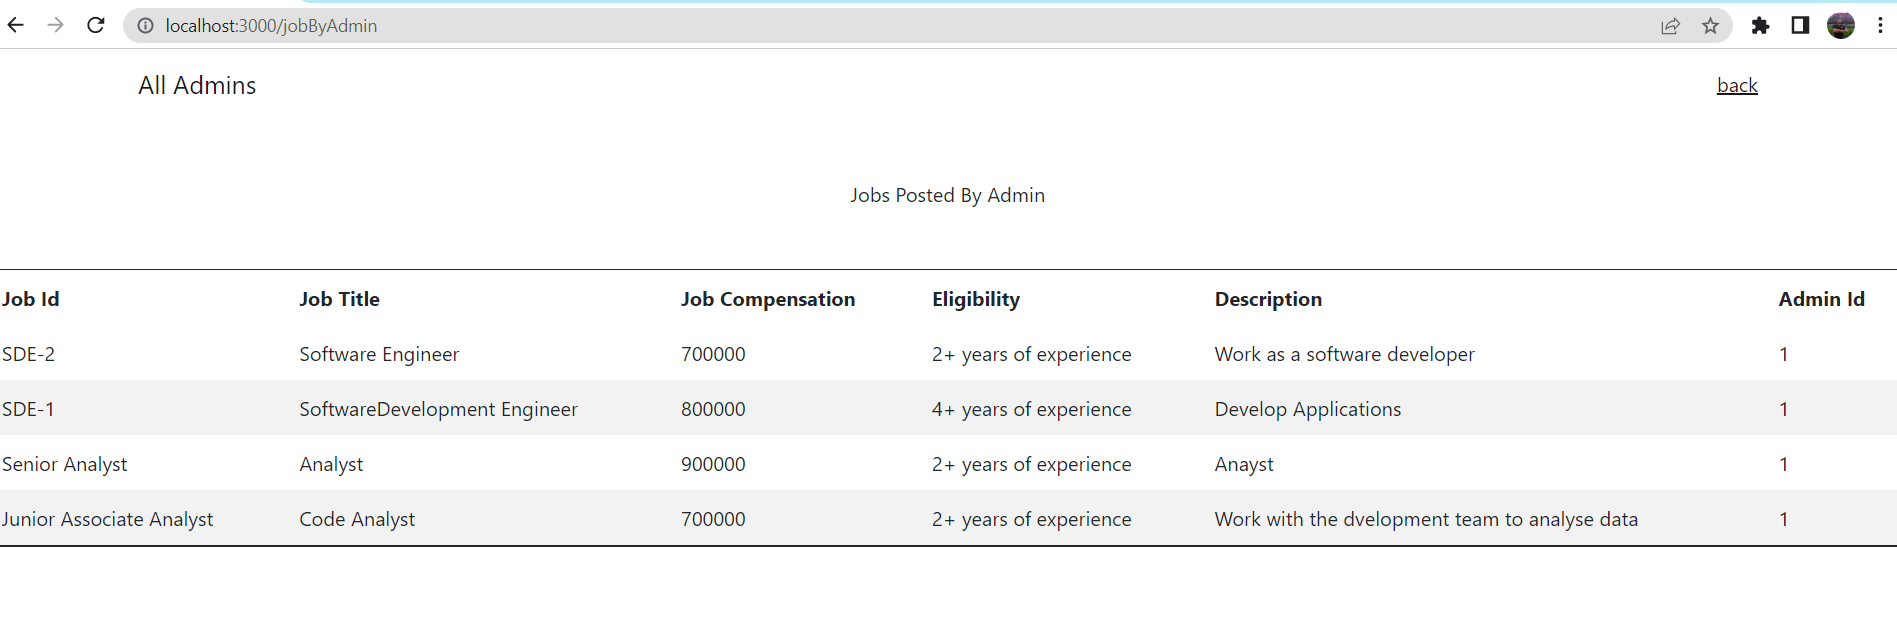 localhost:3000/jobByAdmin
All Admins back
Jobs Posted By Admin
Job Id Job Title Job Compensation Eligibility Description Admin Id
SDE-2 Software Engineer 700000 2+ years of experience Work as a software developer 1
SDE-1 SoftwareDevelopment Engineer 800000 4+ years of experience Develop Applications 1
Senior Analyst Analyst 900000 2+ years of experience Anayst 1
Junior Associate Analyst Code Analyst 700000 2+ years of experience Work with the dvelopment team to analyse data 1